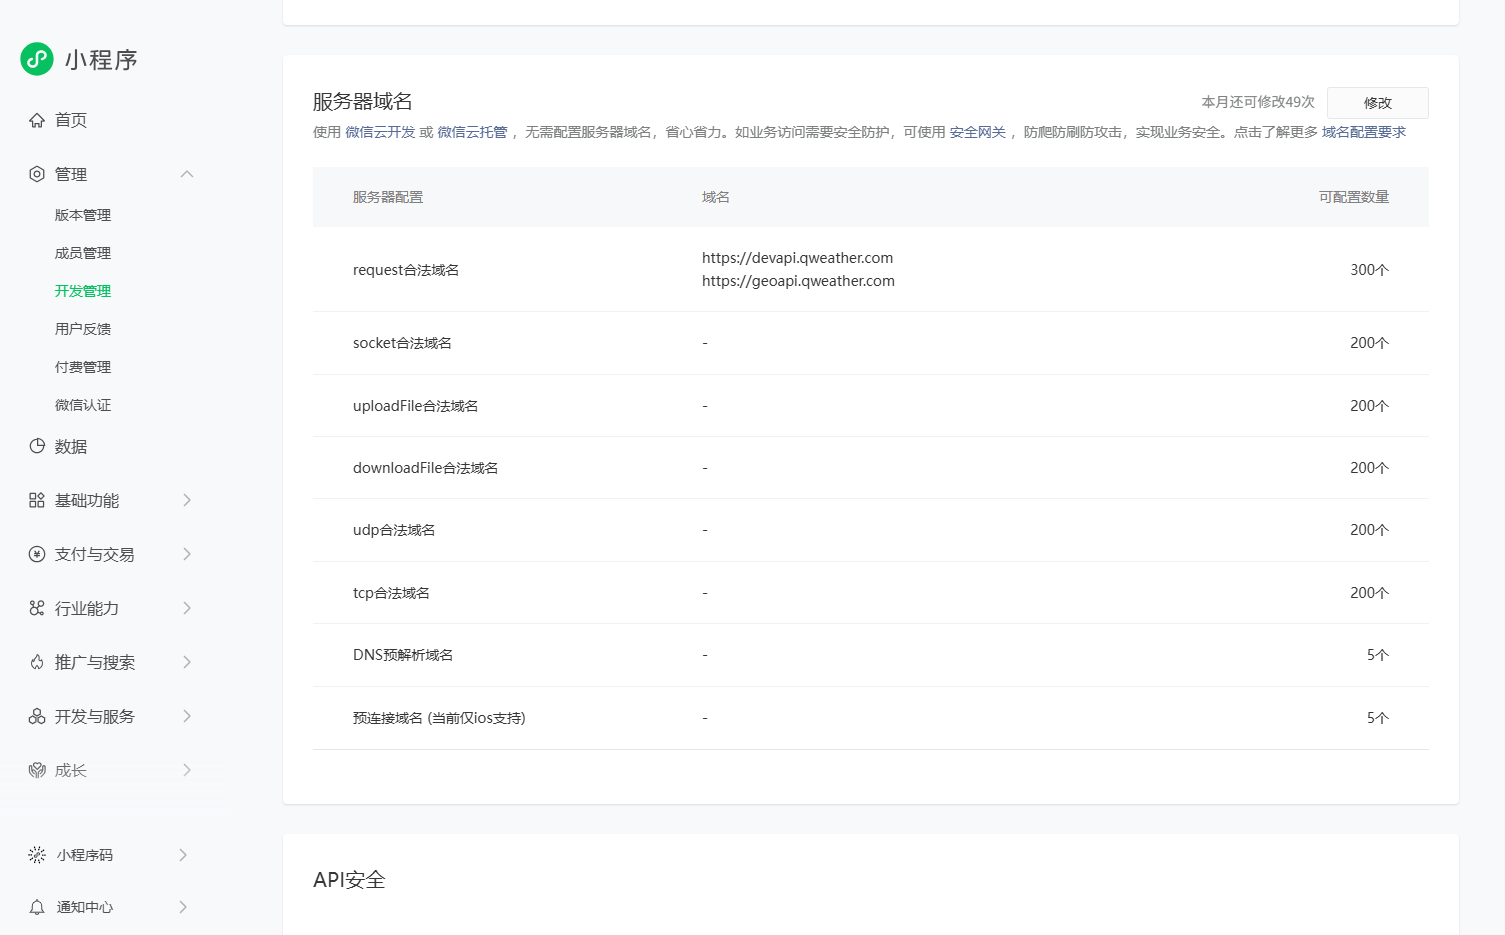 小程序
首页
管理
版本管理
成员管理
开发管理
用户反馈
付费管理
微信认证
数据
基础功能
支付与交易
行业能力
推广与搜索
开发与服务
成长
小程序码
通知中心
服务器域名
本月还可修改49次
修改
使用 微信云开发 或 微信云托管 ，无需配置服务器域名，省心省力。如业务访问需要安全防护，可使用 安全网关 ，防爬防刷防攻击，实现业务安全。点击了解更多 域名配置要求
服务器配置 域名 可配置数量
request合法域名 https://devapi.qweather.com 300个
https://geoapi.qweather.com
socket合法域名 - 200个
uploadFile合法域名 - 200个
downloadFile合法域名 - 200个
udp合法域名 - 200个
tcp合法域名 - 200个
DNS预解析域名 - 5个
预连接域名 (当前仅ios支持) - 5个
API安全